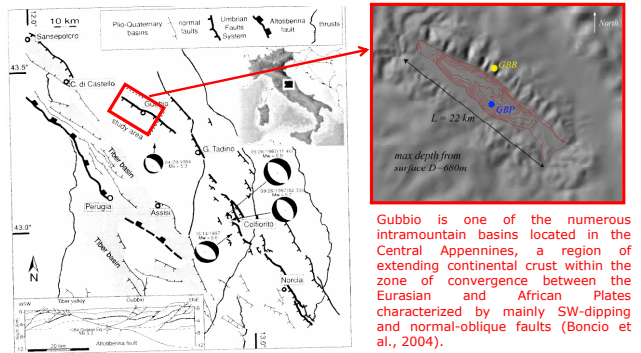 12.0°
10 km
Plio-Quaternary basins
normal faults
Umbrian Faults System
Altotiberina fault
thrusts
Sansepolcro
43.5°
C. di Castello
Gubbio
study area
G. Tadino
Tiber basin
Perugia
Assisi
Colfiorito
43.0°
Tiber basin
Norcia
N
13.0°
WSW
Tiber valley
Gubbio
ENE
20 km
Altotiberina fault
North
GBB
GBP
L = 22 km
max depth from
surface D=680m
Gubbio is one of the numerous
intramountain basins located in the
Central Appennines, a region of
extending continental crust within the
zone of convergence between the
Eurasian and African Plates
characterized by mainly SW-dipping
and normal-oblique faults (Boncio et
al., 2004).